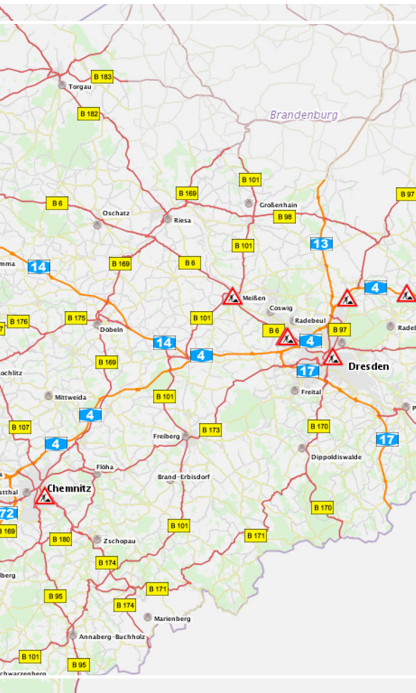 B 183
Torgau
B 182
Brandenburg
B 101
B 169
B 97
B 6
Großenhain
Oschatz
Riesa
B 98
13
B 101
14
B 169
B 6
4
Meißen
Coswig
B 176
B 175
B 101
Radebeul
Döbeln
B 6
B 97
14
4
4
B 169
Dresden
17
Mittweida
B 101
Freital
4
B 107
Freiberg
B 173
B 170
4
17
Dippoldiswalde
Flöha
Brand-Erbisdorf
Chemnitz
B 170
72
B 101
B 169
B 180
Zschopau
B 171
B 174
B 171
B 95
B 174
Marienberg
Annaberg-Buchholz
B 101
B 95